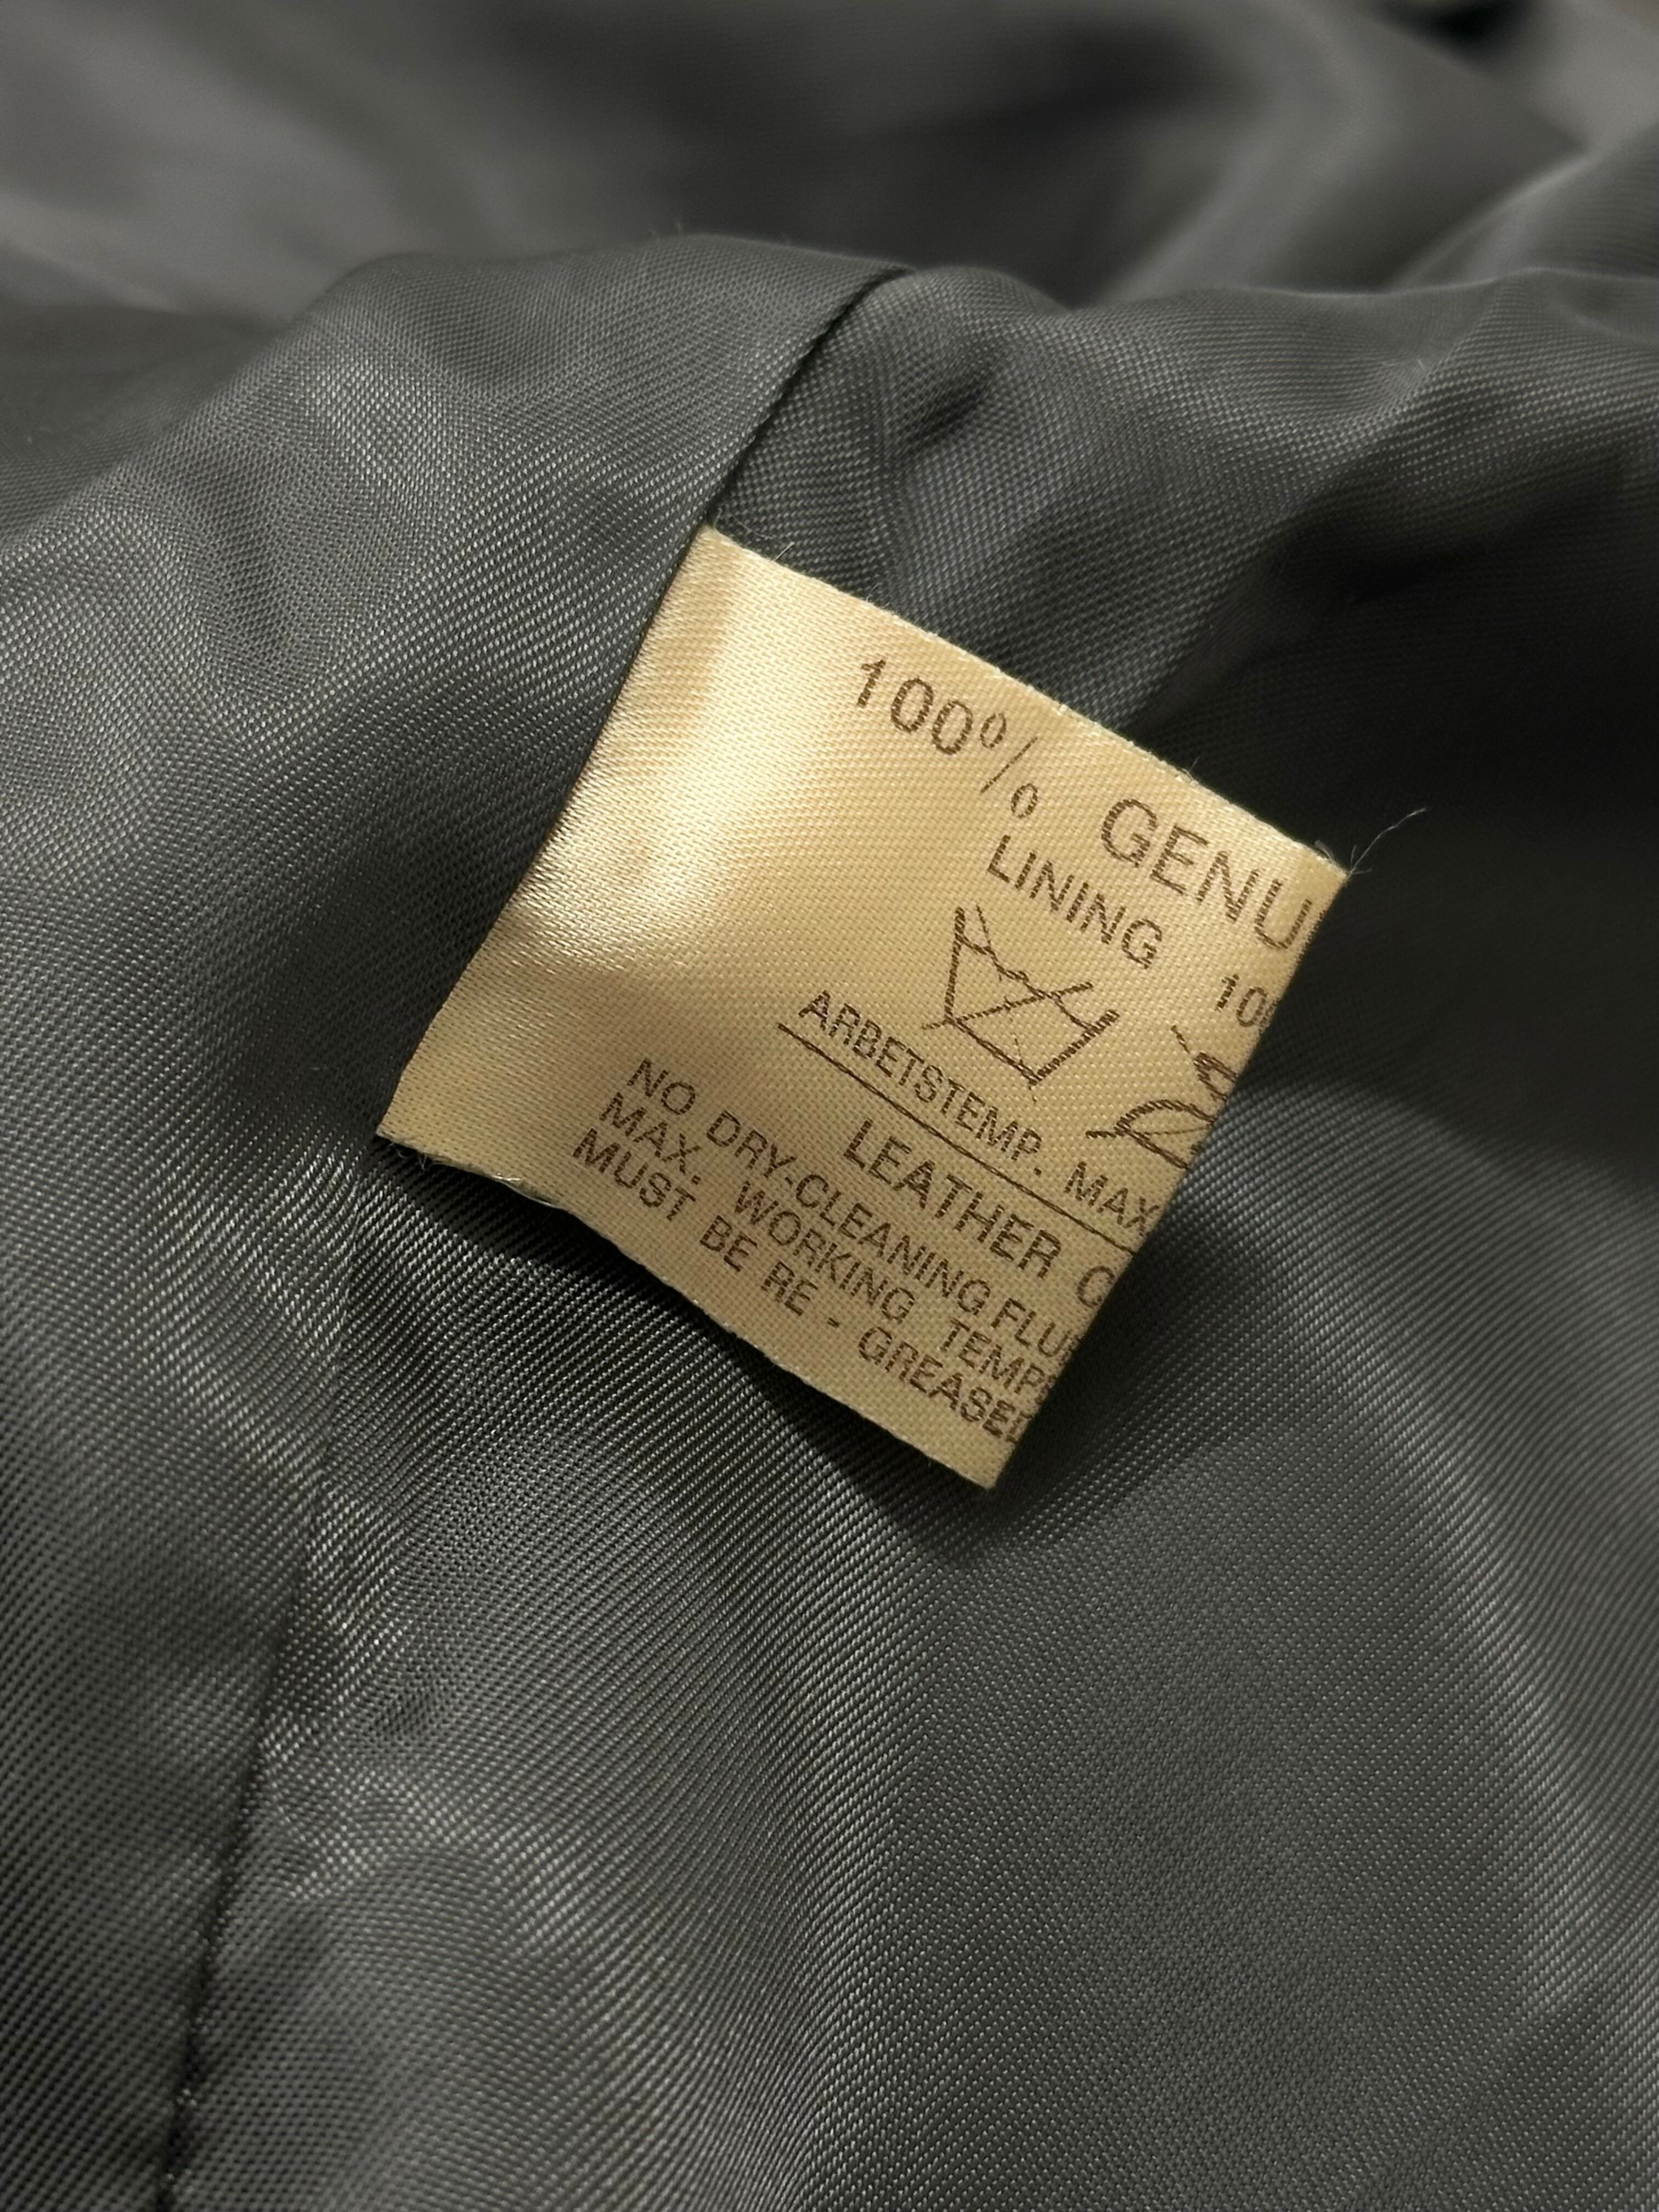 100% GENU
LINING 10
ARBETSTEMP. MAX
LEATHER C
NO DRY-CLEANING FLU
MAX. WORKING TEMP
MUST BE RE - GREASED